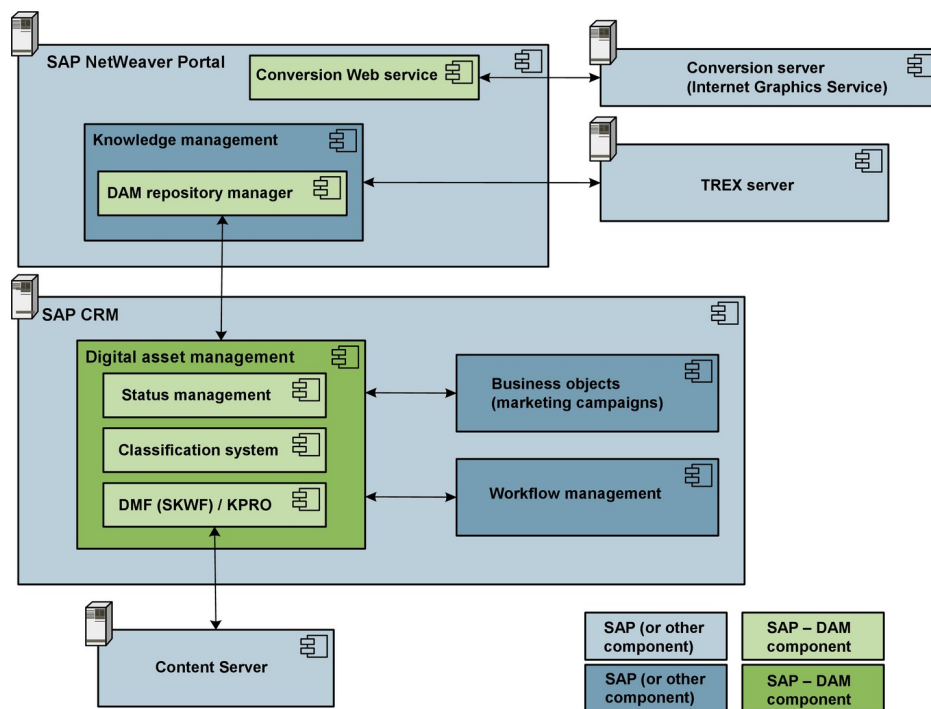 SAP NetWeaver Portal
Conversion Web service
Conversion server
(Internet Graphics Service)
Knowledge management
DAM repository manager
TREX server
SAP CRM
Digital asset management
Status management
Classification system
DMF (SKWF) / KPRO
Business objects
(marketing campaigns)
Workflow management
Content Server
SAP (or other
component)
SAP – DAM
component
SAP (or other
component)
SAP – DAM
component